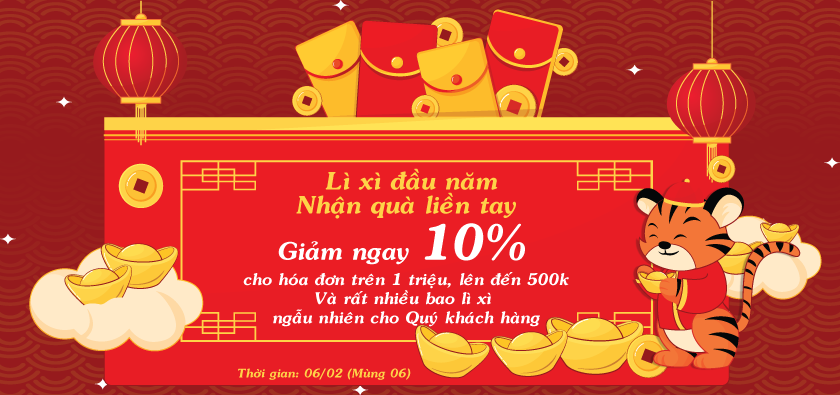 Lì xì đầu năm
Nhận quà liền tay
Giảm ngay 10%
cho hóa đơn trên 1 triệu, lên đến 500k
Và rất nhiều bao lì xì
ngẫu nhiên cho Quý khách hàng
Thời gian: 06/02 (Mùng 06)